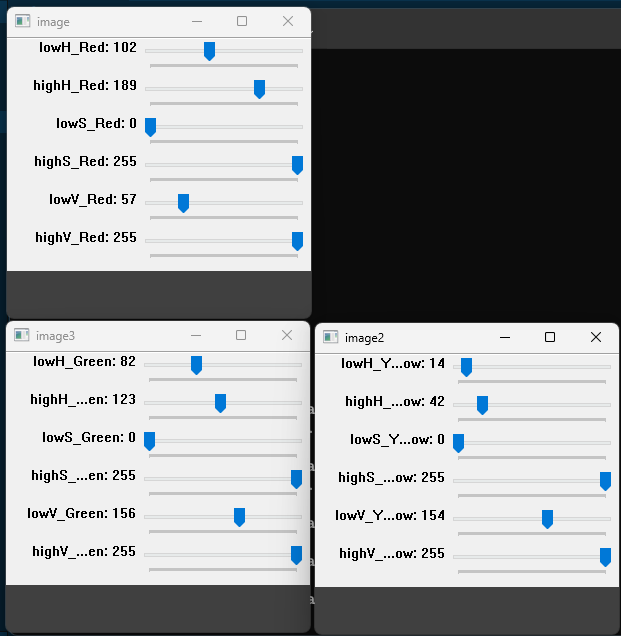 image
lowH_Red: 102
highH_Red: 189
lowS_Red: 0
highS_Red: 255
lowV_Red: 57
highV_Red: 255
image3
lowH_Green: 82
highH_...en: 123
lowS_Green: 0
highS_...en: 255
lowV_Green: 156
highV_...en: 255
image2
lowH_Y...ow: 14
highH_...ow: 42
lowS_Y...ow: 0
highS_...ow: 255
lowV_Y...ow: 154
highV_...ow: 255